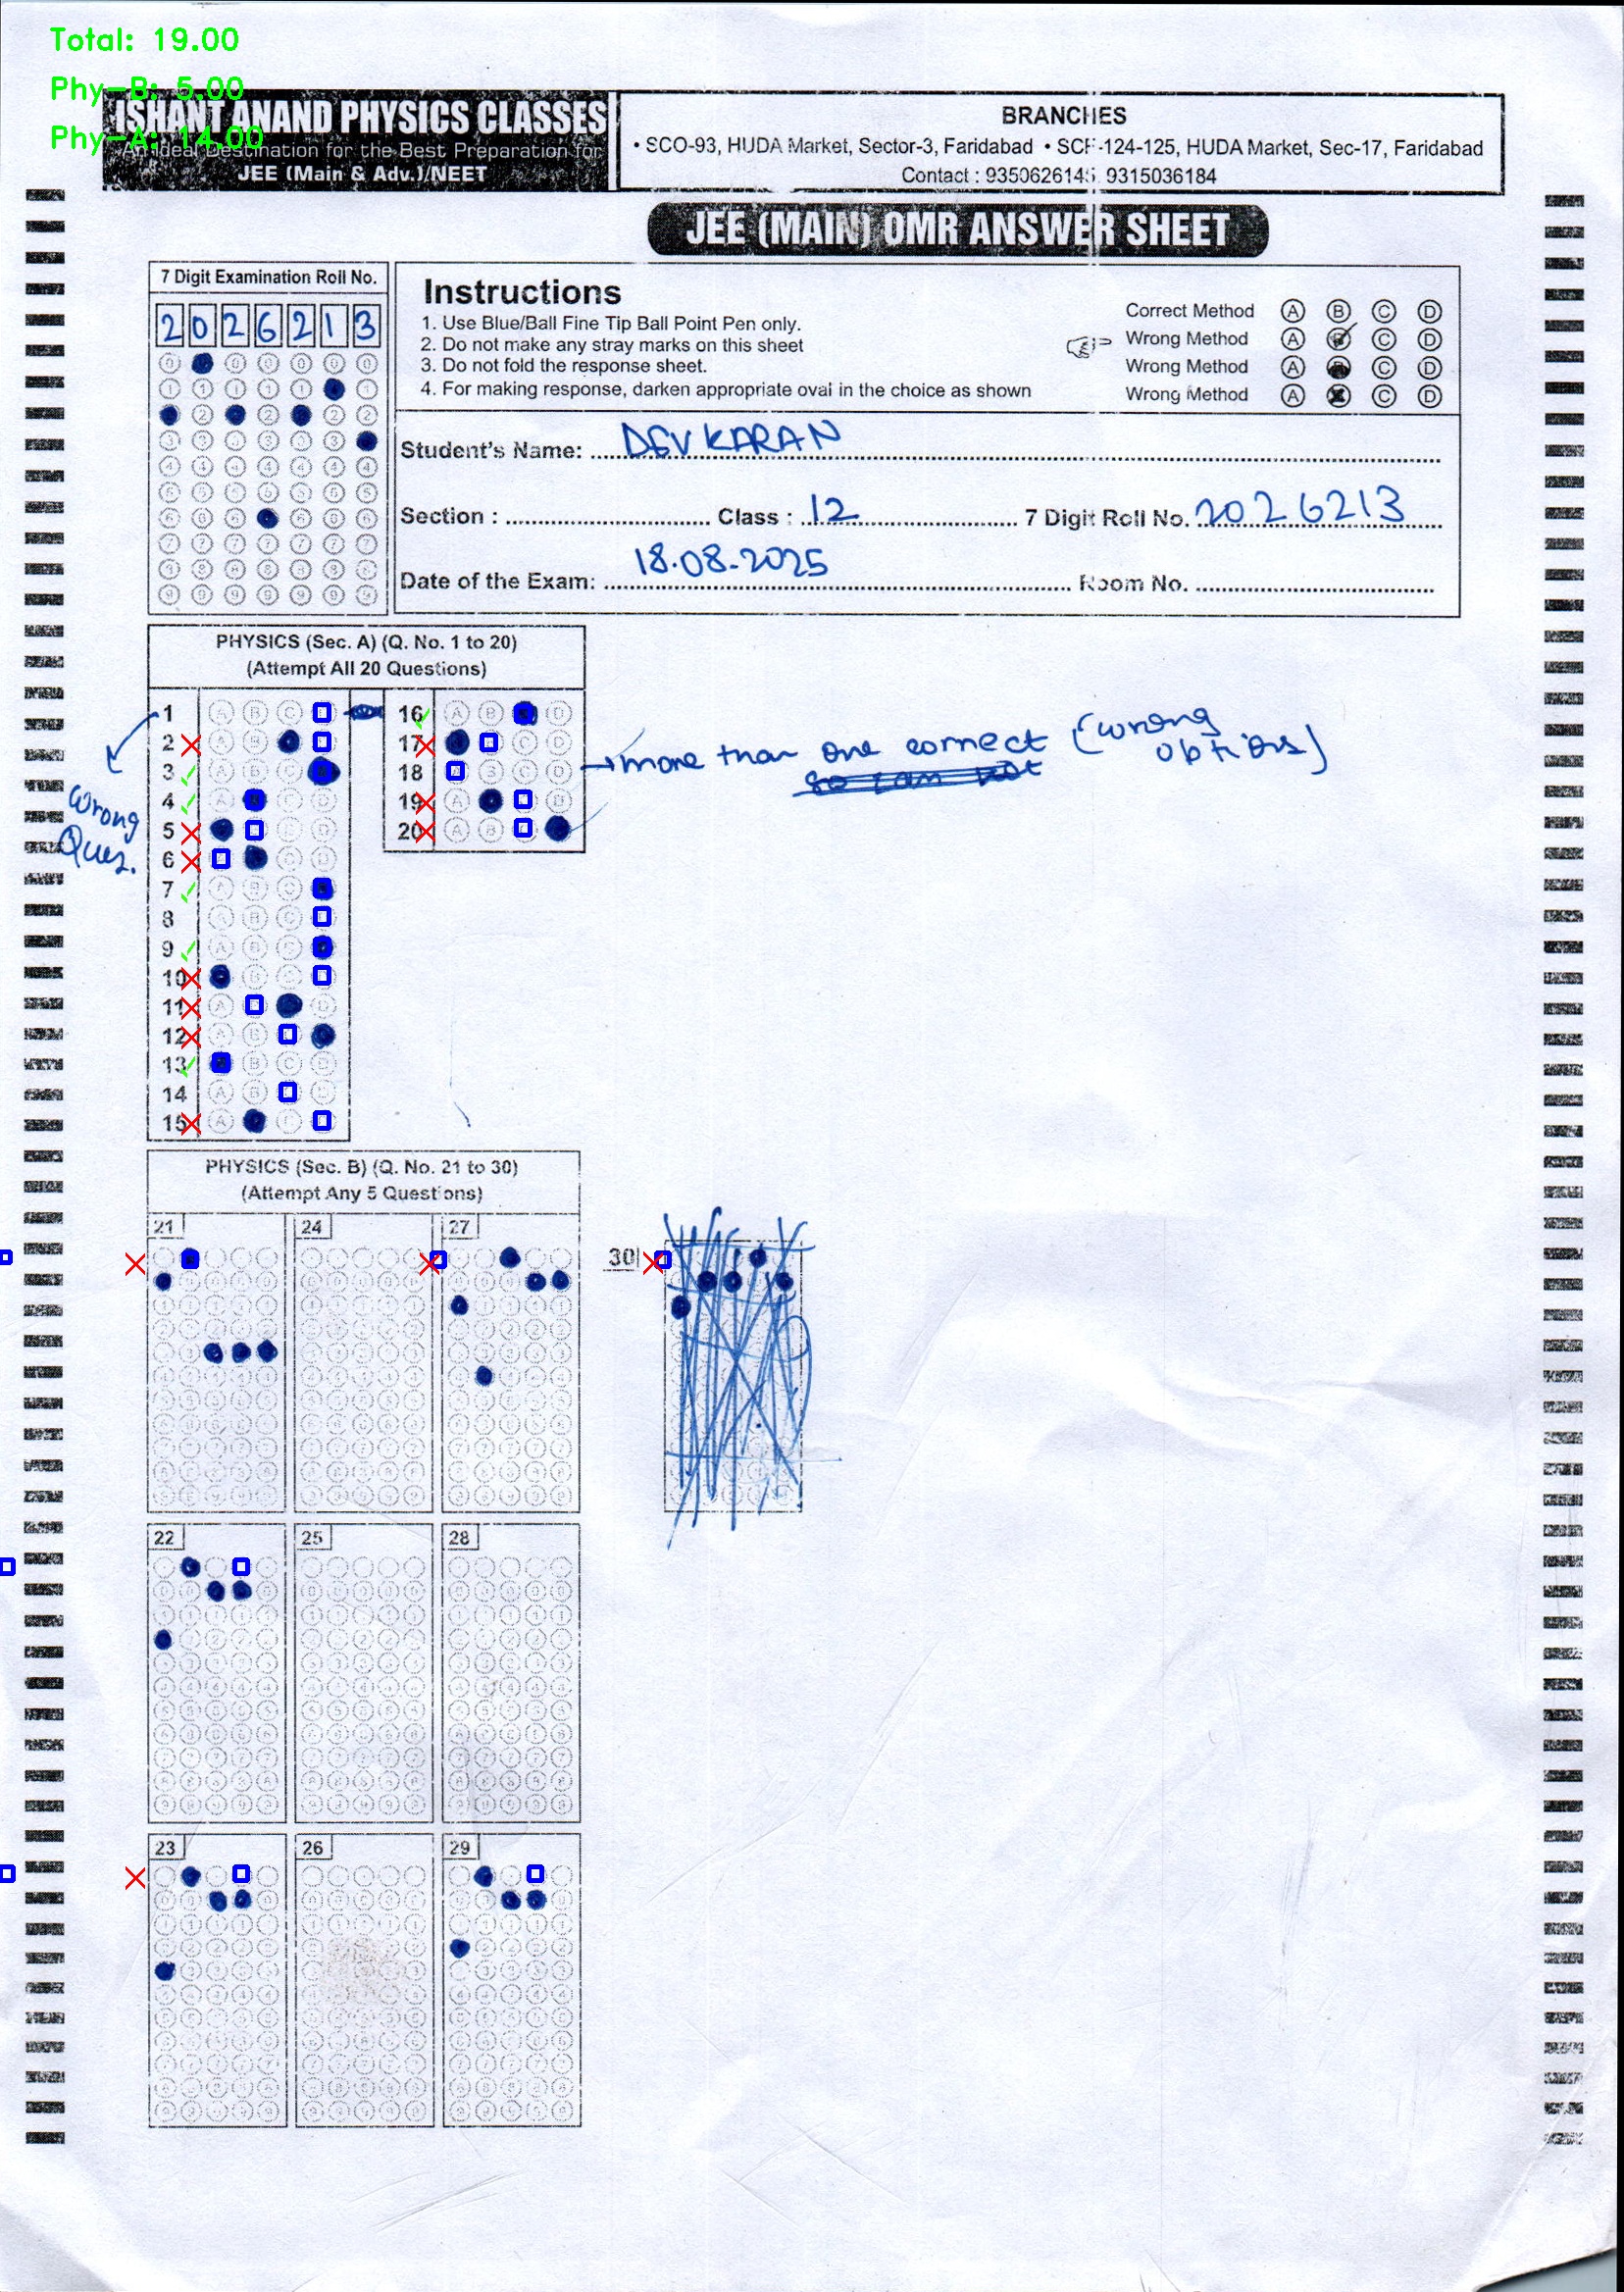 Total: 19.00
Phy-B: 5.00
Phy-A: 14.00
ISHANT ANAND PHYSICS CLASSES
An Ideal Destination for the Best Preparation for
JEE (Main & Adv.)/NEET
BRANCHES
• SCO-93, HUDA Market, Sector-3, Faridabad • SCF-124-125, HUDA Market, Sec-17, Faridabad
Contact : 9350626145, 9315036184
JEE (MAIN) OMR ANSWER SHEET
7 Digit Examination Roll No.
2 0 2 6 2 1 3
Instructions
1. Use Blue/Ball Fine Tip Ball Point Pen only.
2. Do not make any stray marks on this sheet
3. Do not fold the response sheet.
4. For making response, darken appropriate oval in the choice as shown
Correct Method A B C D
Wrong Method A C D
Wrong Method A C D
Wrong Method A C D
Student's Name: DEVKARAN
Section : Class : 12 7 Digit Roll No. 2026213
Date of the Exam: 18.08.2025 Room No.
PHYSICS (Sec. A) (Q. No. 1 to 20)
(Attempt All 20 Questions)
1
2
3
4
5
6
7
8
9
10
11
12
13
14
15
16
17
18
19
20
wrong
Ques.
more than one correct (wrong
options)
PHYSICS (Sec. B) (Q. No. 21 to 30)
(Attempt Any 5 Questions)
21 24 27 30
22 25 28
23 26 29